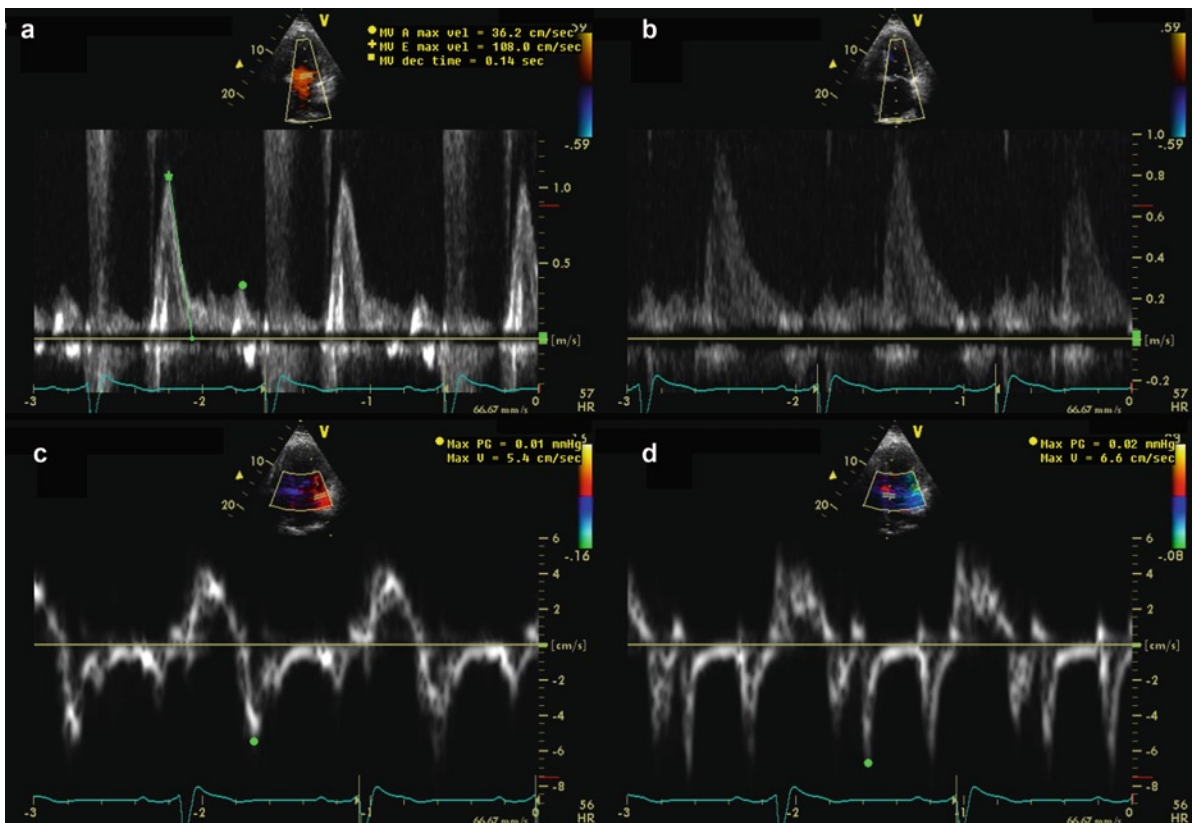 a
V
MV A max vel = 36.2 cm/sec
MV E max vel = 108.0 cm/sec
MV dec time = 0.14 sec
.59
-.59
10
20
1.0
0.5
[m/s]
-3
-2
-1
0
66.67 mm/s
57
HR
b
V
.59
-.59
10
20
1.0
0.8
0.6
0.4
0.2
[m/s]
-0.2
-3
-2
-1
0
66.67 mm/s
57
HR
c
V
Max PG = 0.01 mmHg
Max V = 5.4 cm/sec
-.16
10
20
6
4
2
[cm/s]
-2
-4
-6
-8
-3
-2
-1
0
66.67 mm/s
56
HR
d
V
Max PG = 0.02 mmHg
Max V = 6.6 cm/sec
-.08
10
20
6
4
2
[cm/s]
-2
-4
-6
-8
-3
-2
-1
0
66.67 mm/s
56
HR